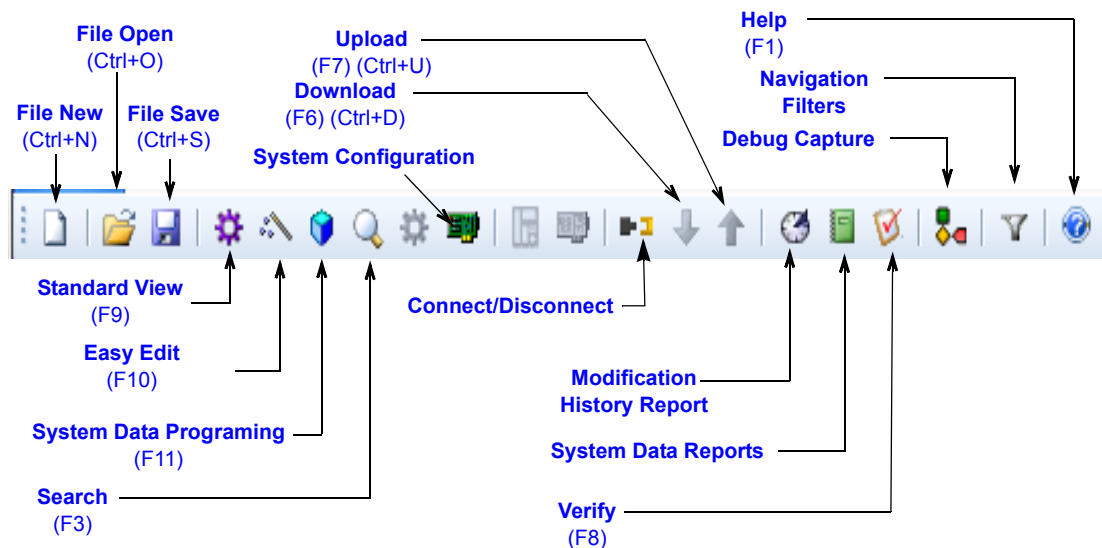 File Open
(Ctrl+O)
File New
(Ctrl+N)
File Save
(Ctrl+S)
Upload
(F7) (Ctrl+U)
Download
(F6) (Ctrl+D)
System Configuration
Help
(F1)
Navigation
Filters
Debug Capture
Standard View
(F9)
Easy Edit
(F10)
System Data Programing
(F11)
Search
(F3)
Connect/Disconnect
Modification
History Report
System Data Reports
Verify
(F8)